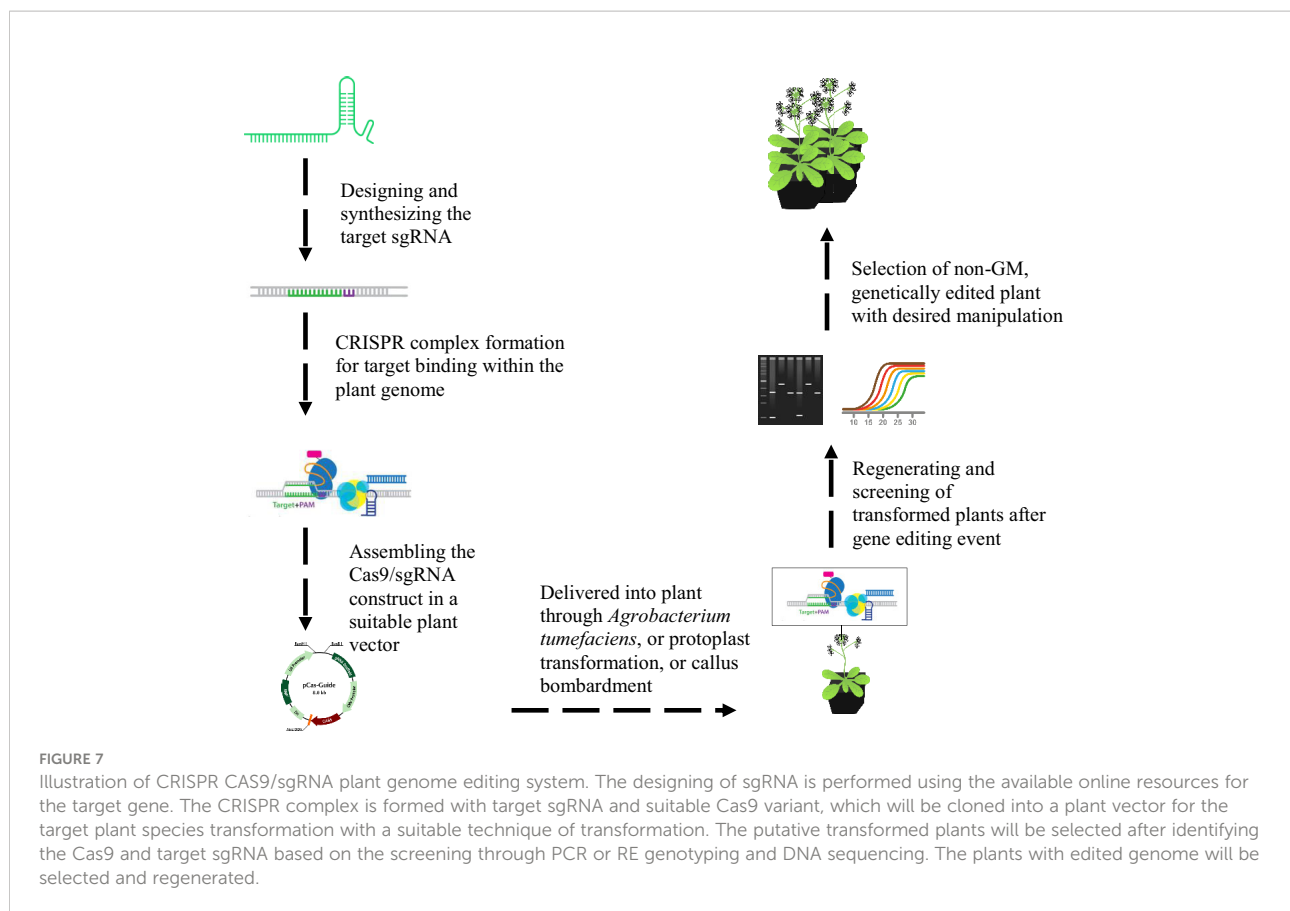 Designing and
synthesizing the
target sgRNA
CRISPR complex formation
for target binding within the
plant genome
Target+PAM
Assembling the
Cas9/sgRNA
construct in a
suitable plant
vector
pCas-Guide
Delivered into plant
through Agrobacterium
tumefaciens, or protoplast
transformation, or callus
bombardment
Target+PAM
Regenerating and
screening of
transformed plants after
gene editing event
10 15 20 25 30
Selection of non-GM,
genetically edited plant
with desired manipulation
FIGURE 7
Illustration of CRISPR CAS9/sgRNA plant genome editing system. The designing of sgRNA is performed using the available online resources for
the target gene. The CRISPR complex is formed with target sgRNA and suitable Cas9 variant, which will be cloned into a plant vector for the
target plant species transformation with a suitable technique of transformation. The putative transformed plants will be selected after identifying
the Cas9 and target sgRNA based on the screening through PCR or RE genotyping and DNA sequencing. The plants with edited genome will be
selected and regenerated.